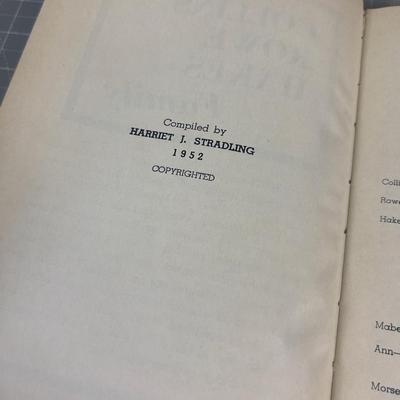 Compiled by
HARRIET J. STRADLING
1952
COPYRIGHTED
Colli
Rowe
Hake
Mabe
Ann—
Morse